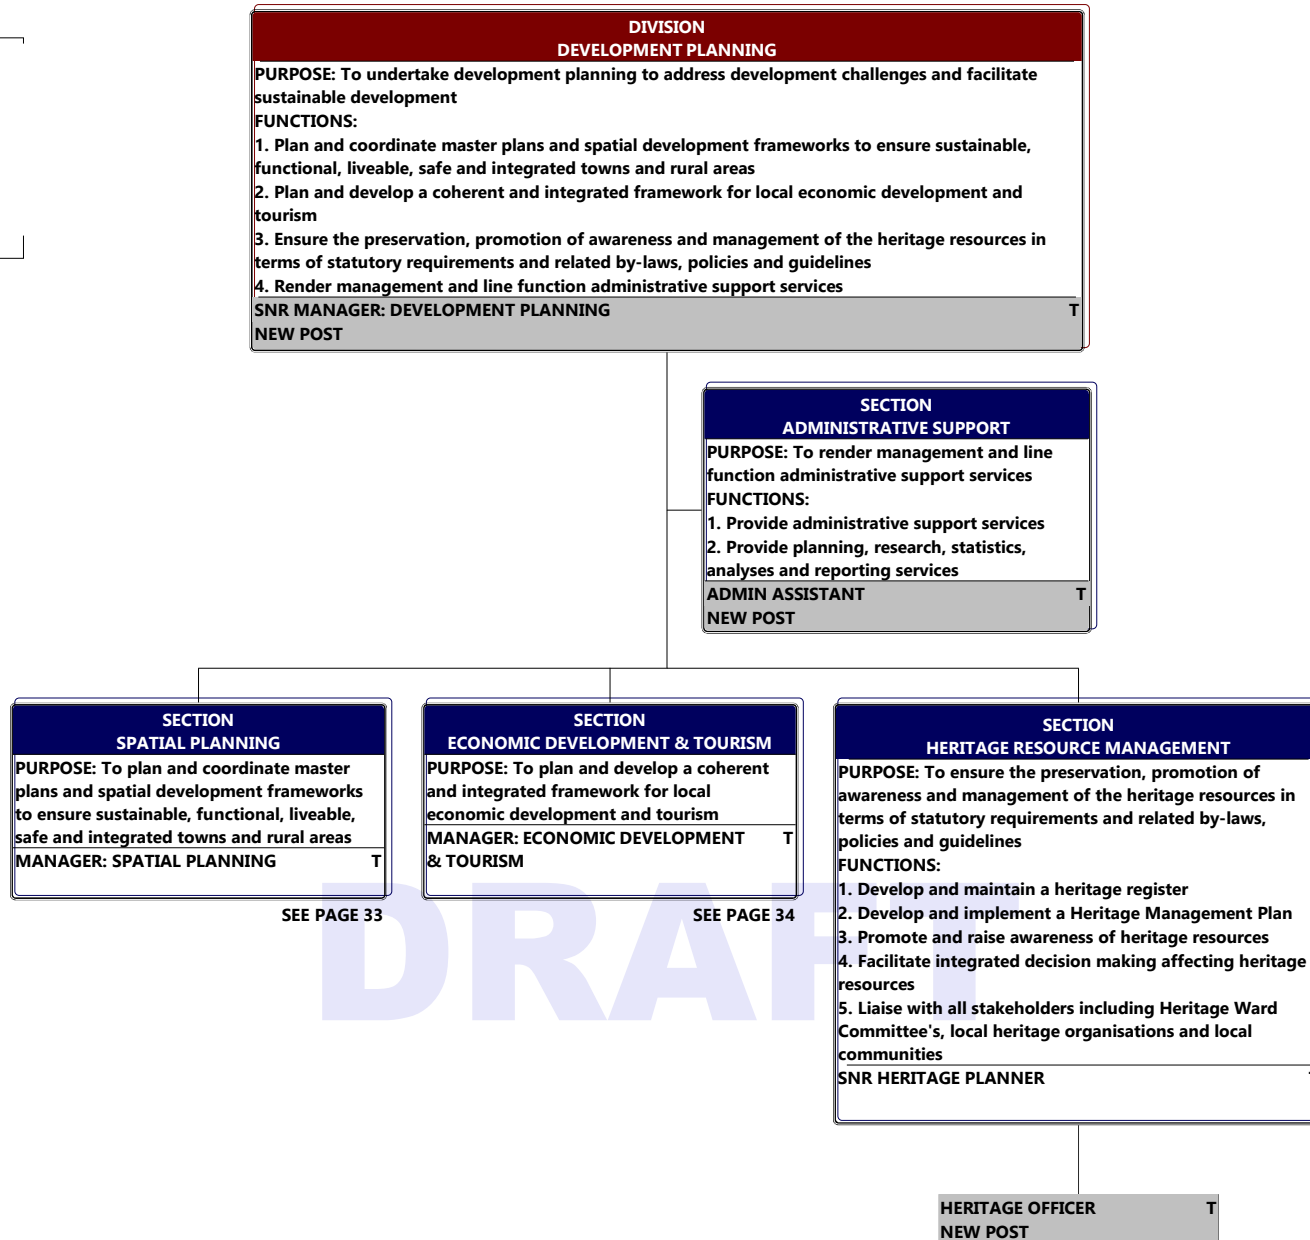 DIVISION
DEVELOPMENT PLANNING
PURPOSE: To undertake development planning to address development challenges and facilitate
sustainable development
FUNCTIONS:
1. Plan and coordinate master plans and spatial development frameworks to ensure sustainable,
functional, liveable, safe and integrated towns and rural areas
2. Plan and develop a coherent and integrated framework for local economic development and
tourism
3. Ensure the preservation, promotion of awareness and management of the heritage resources in
terms of statutory requirements and related by-laws, policies and guidelines
4. Render management and line function administrative support services
SNR MANAGER: DEVELOPMENT PLANNING T
NEW POST
SECTION
ADMINISTRATIVE SUPPORT
PURPOSE: To render management and line
function administrative support services
FUNCTIONS:
1. Provide administrative support services
2. Provide planning, research, statistics,
analyses and reporting services
ADMIN ASSISTANT T
NEW POST
SECTION
SPATIAL PLANNING
PURPOSE: To plan and coordinate master
plans and spatial development frameworks
to ensure sustainable, functional, liveable,
safe and integrated towns and rural areas
MANAGER: SPATIAL PLANNING T
SEE PAGE 33
SECTION
ECONOMIC DEVELOPMENT & TOURISM
PURPOSE: To plan and develop a coherent
and integrated framework for local
economic development and tourism
MANAGER: ECONOMIC DEVELOPMENT T
& TOURISM
SEE PAGE 34
SECTION
HERITAGE RESOURCE MANAGEMENT
PURPOSE: To ensure the preservation, promotion of
awareness and management of the heritage resources in
terms of statutory requirements and related by-laws,
policies and guidelines
FUNCTIONS:
1. Develop and maintain a heritage register
2. Develop and implement a Heritage Management Plan
3. Promote and raise awareness of heritage resources
4. Facilitate integrated decision making affecting heritage
resources
5. Liaise with all stakeholders including Heritage Ward
Committee's, local heritage organisations and local
communities
SNR HERITAGE PLANNER
HERITAGE OFFICER T
NEW POST
DRAFT